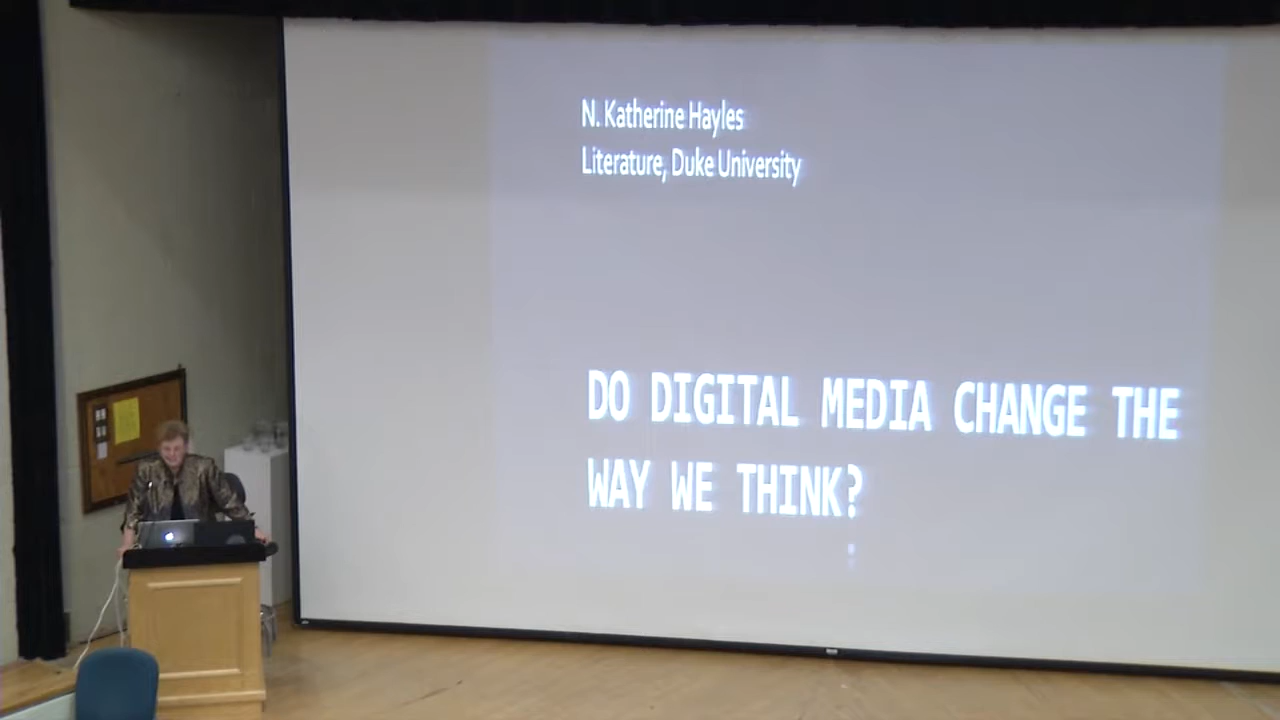 N. Katherine Hayles
Literature, Duke University
DO DIGITAL MEDIA CHANGE THE
WAY WE THINK?